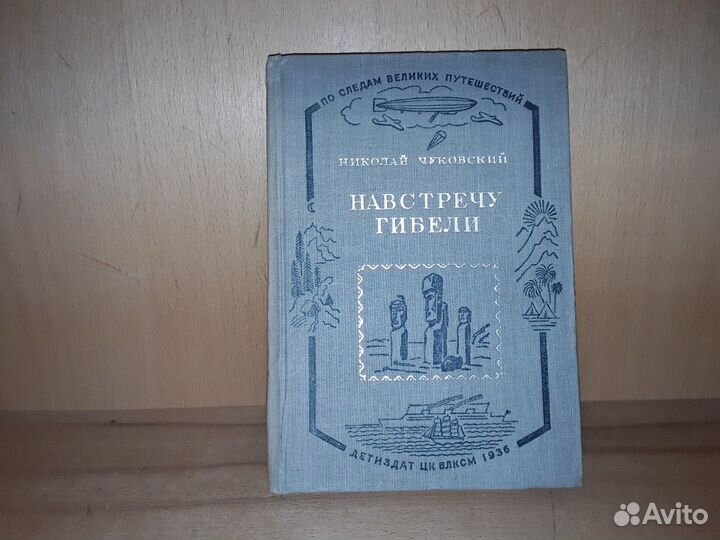 ПО СЛЕДАМ ВЕЛИКИХ ПУТЕШЕСТВИЙ
НИКОЛАЙ ЧУКОВСКИЙ
НАВСТРЕЧУ
ГИБЕЛИ
ДЕТИЗДАТ ЦК ВЛКСМ 1936
Avito